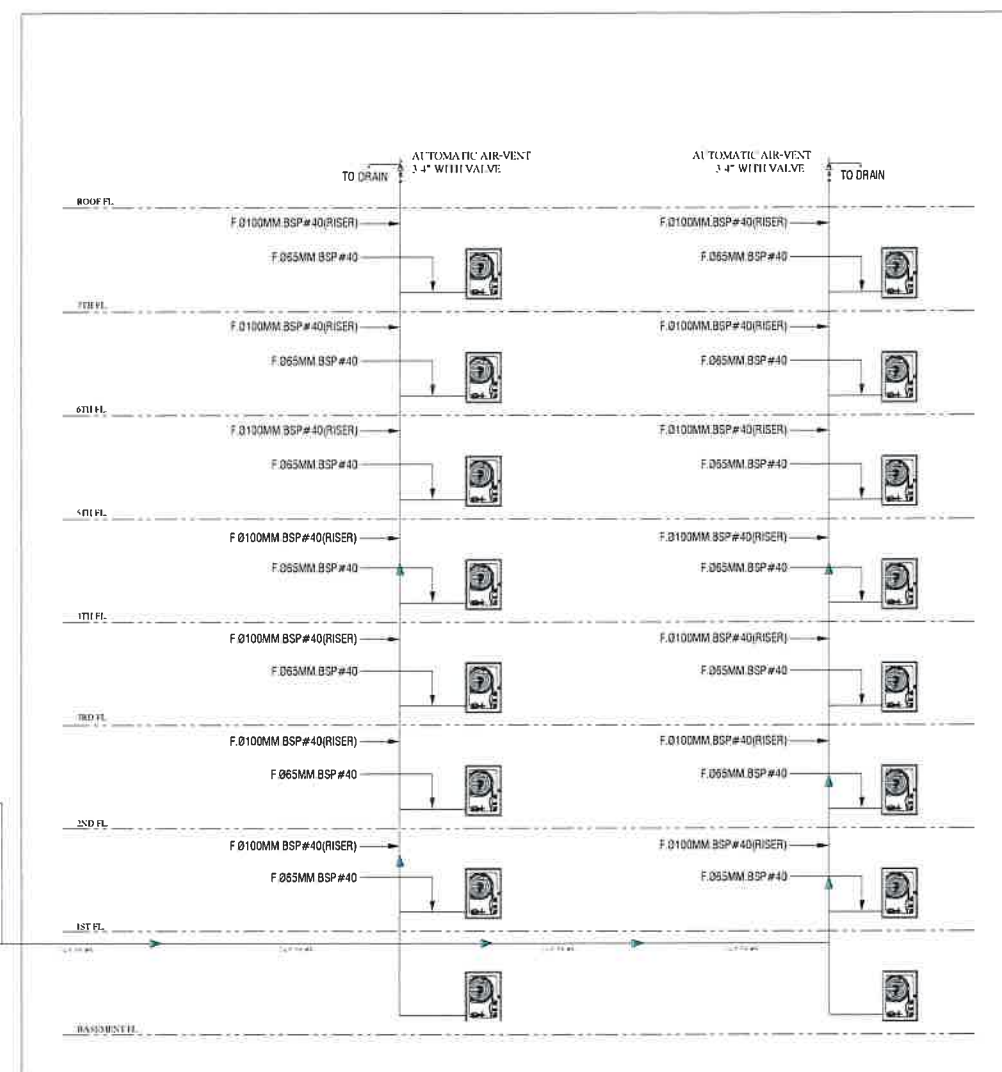 AUTOMATIC AIR-VENT
3 4" WITH VALVE
TO DRAIN
AUTOMATIC AIR-VENT
3 4" WITH VALVE
TO DRAIN
ROOF FL.
F.Ø100MM.BSP#40(RISER)
F.Ø100MM.BSP#40(RISER)
F.Ø65MM.BSP#40
F.Ø65MM.BSP#40
7TH FL.
F.Ø100MM.BSP#40(RISER)
F.Ø100MM.BSP#40(RISER)
F.Ø65MM.BSP#40
F.Ø65MM.BSP#40
6TH FL.
F.Ø100MM.BSP#40(RISER)
F.Ø100MM.BSP#40(RISER)
F.Ø65MM.BSP#40
F.Ø65MM.BSP#40
5TH FL.
F.Ø100MM.BSP#40(RISER)
F.Ø100MM.BSP#40(RISER)
F.Ø65MM.BSP#40
F.Ø65MM.BSP#40
4TH FL.
F.Ø100MM.BSP#40(RISER)
F.Ø100MM.BSP#40(RISER)
F.Ø65MM.BSP#40
F.Ø65MM.BSP#40
3RD FL.
F.Ø100MM.BSP#40(RISER)
F.Ø100MM.BSP#40(RISER)
F.Ø65MM.BSP#40
F.Ø65MM.BSP#40
2ND FL.
F.Ø100MM.BSP#40(RISER)
F.Ø100MM.BSP#40(RISER)
F.Ø65MM.BSP#40
F.Ø65MM.BSP#40
1ST FL.
BASEMENT FL.